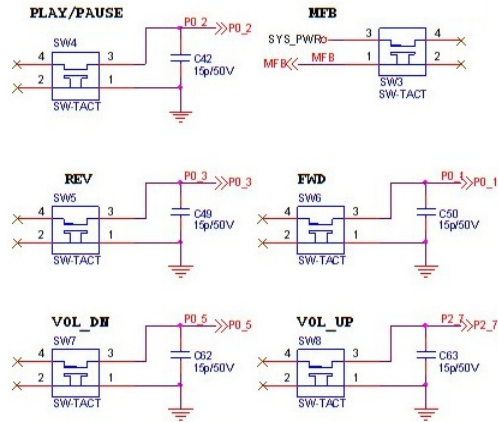 PLAY/PAUSE
SW4
4 3
2 1
SW-TACT
P0_2 P0_2
C42
15p/50V
MFB
SYS_PWR 3 4
MFB MFB 1 2
SW3
SW-TACT
REV
SW5
4 3
2 1
SW-TACT
P0_3 P0_3
C49
15p/50V
FWD
SW6
4 3
2 1
SW-TACT
P0_1 P0_1
C50
15p/50V
VOL_DN
SW7
4 3
2 1
SW-TACT
P0_5 P0_5
C62
15p/50V
VOL_UP
SW8
4 3
2 1
SW-TACT
P2_7 P2_7
C63
15p/50V